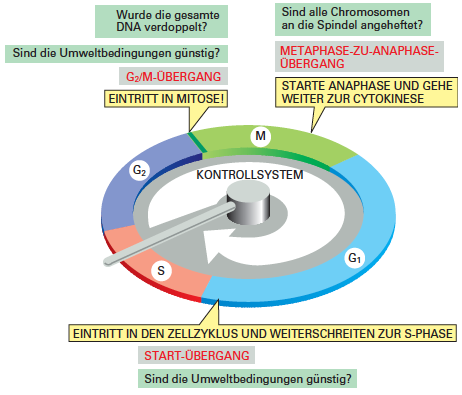 Wurde die gesamte
DNA verdoppelt?
Sind die Umweltbedingungen günstig?
G2/M-ÜBERGANG
EINTRITT IN MITOSE!
Sind alle Chromosomen
an die Spindel angeheftet?
METAPHASE-ZU-ANAPHASE-
ÜBERGANG
STARTE ANAPHASE UND GEHE
WEITER ZUR CYTOKINESE
M
G2
KONTROLLSYSTEM
G1
S
EINTRITT IN DEN ZELLZYKLUS UND WEITERSCHREITEN ZUR S-PHASE
START-ÜBERGANG
Sind die Umweltbedingungen günstig?